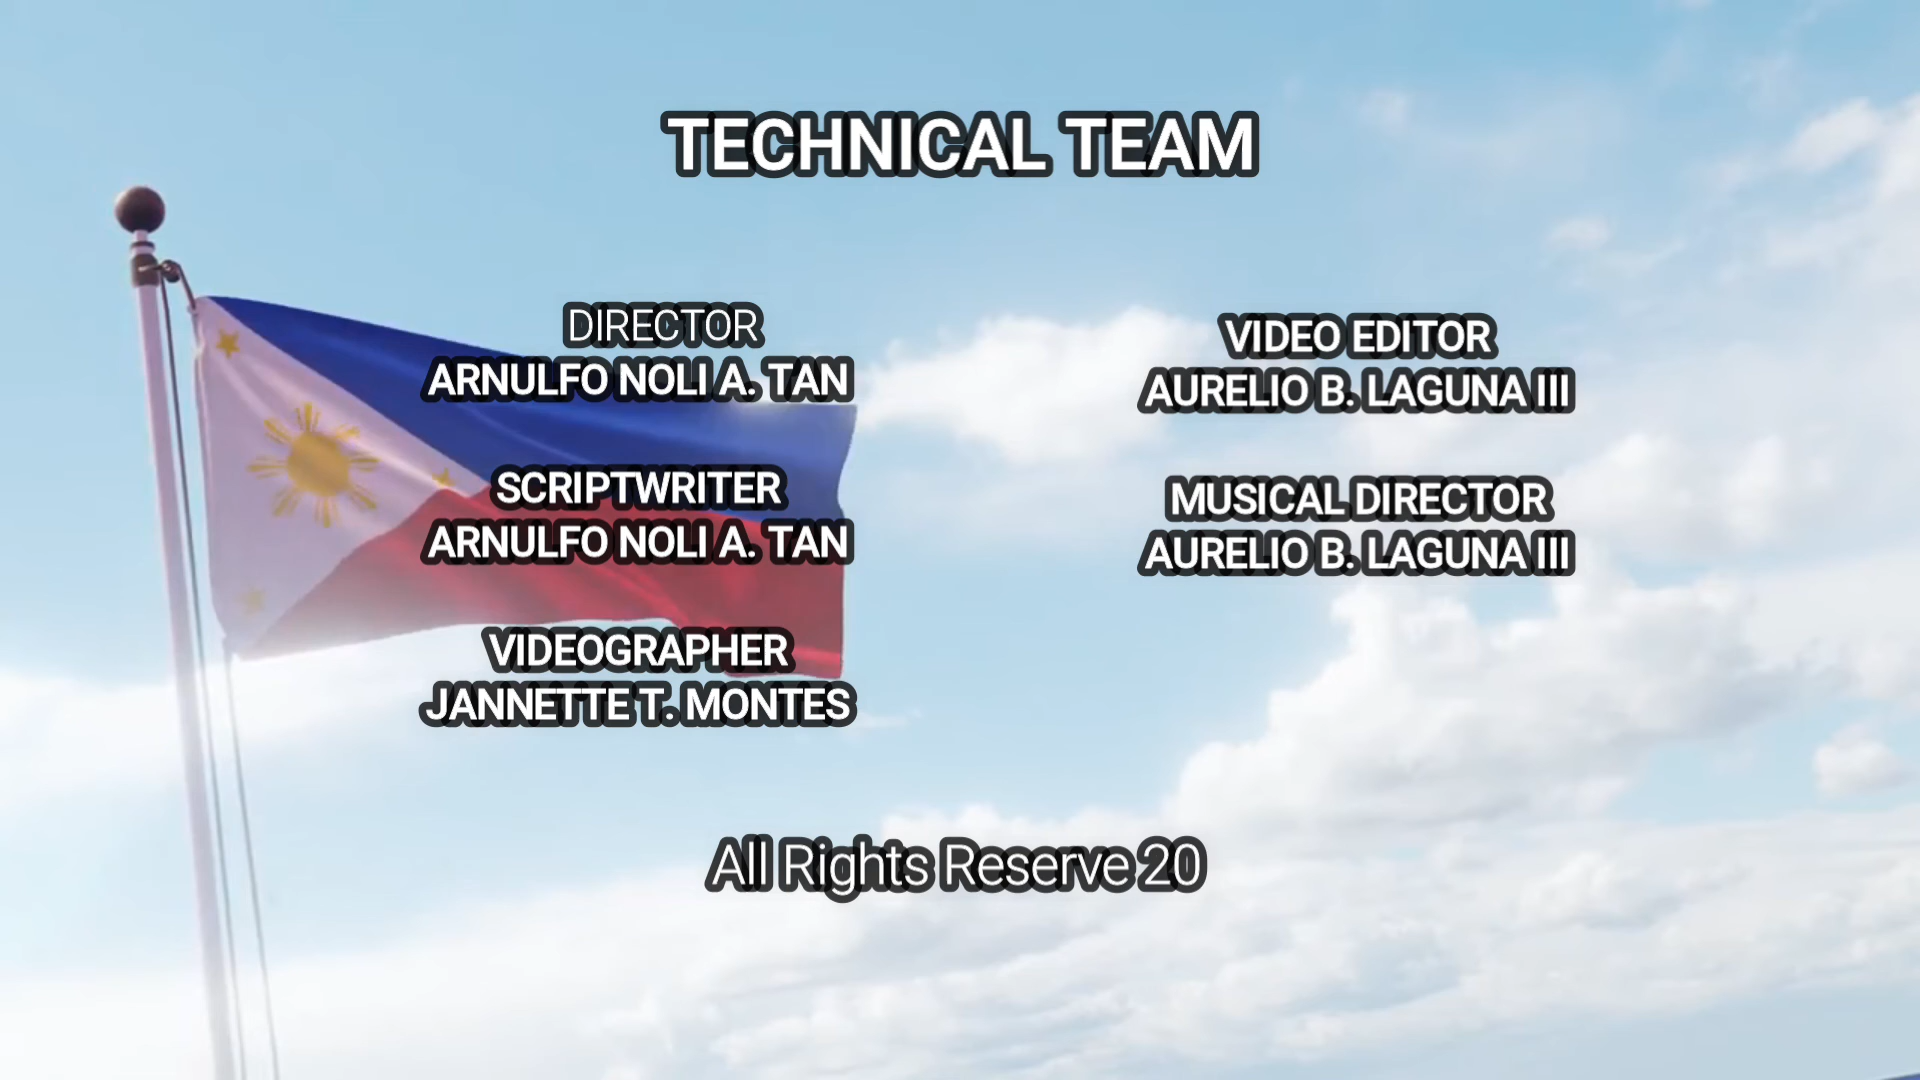 TECHNICAL TEAM
DIRECTOR
ARNULFO NOLI A. TAN
SCRIPTWRITER
ARNULFO NOLI A. TAN
VIDEOGRAPHER
JANNETTE T. MONTES
VIDEO EDITOR
AURELIO B. LAGUNA III
MUSICAL DIRECTOR
AURELIO B. LAGUNA III
All Rights Reserve 20